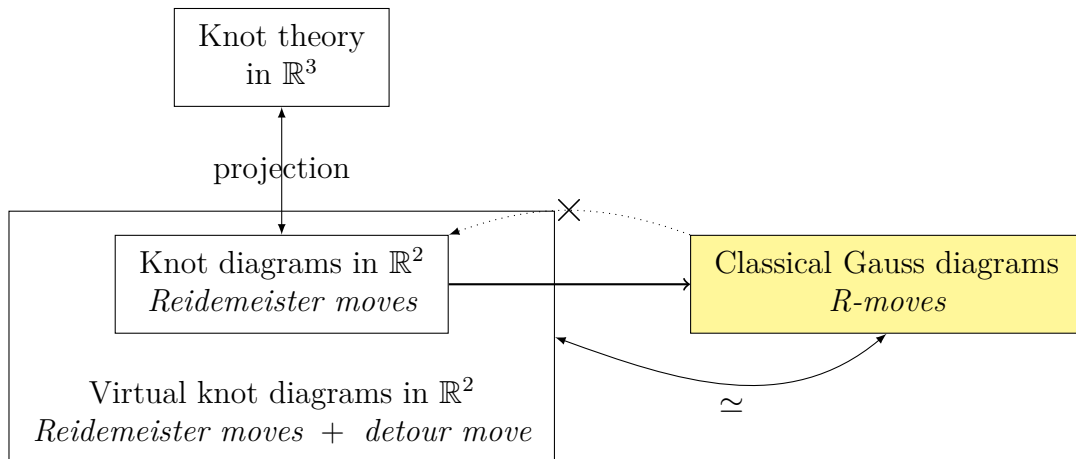 Knot theory
in ℝ³
projection
Knot diagrams in ℝ²
Reidemeister moves
Classical Gauss diagrams
R-moves
Virtual knot diagrams in ℝ²
Reidemeister moves + detour move
≃